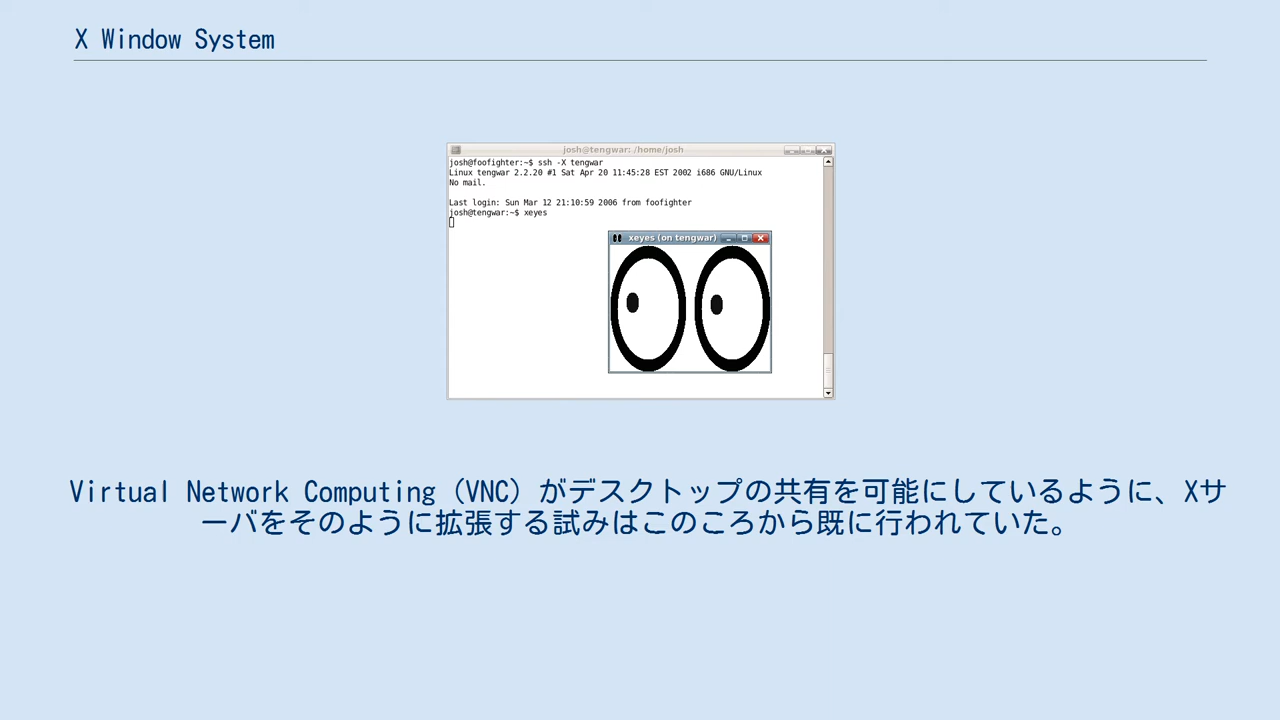 X Window System
josh@tengwar: /home/josh
josh@foofighter:~$ ssh -X tengwar
Linux tengwar 2.2.20 #1 Sat Apr 20 11:45:28 EST 2002 i686 GNU/Linux
No mail.
Last login: Sun Mar 12 21:10:59 2006 from foofighter
josh@tengwar:~$ xeyes
xeyes (on tengwar)
Virtual Network Computing（VNC）がデスクトップの共有を可能にしているように、Xサ
ーバをそのように拡張する試みはこのころから既に行われていた。